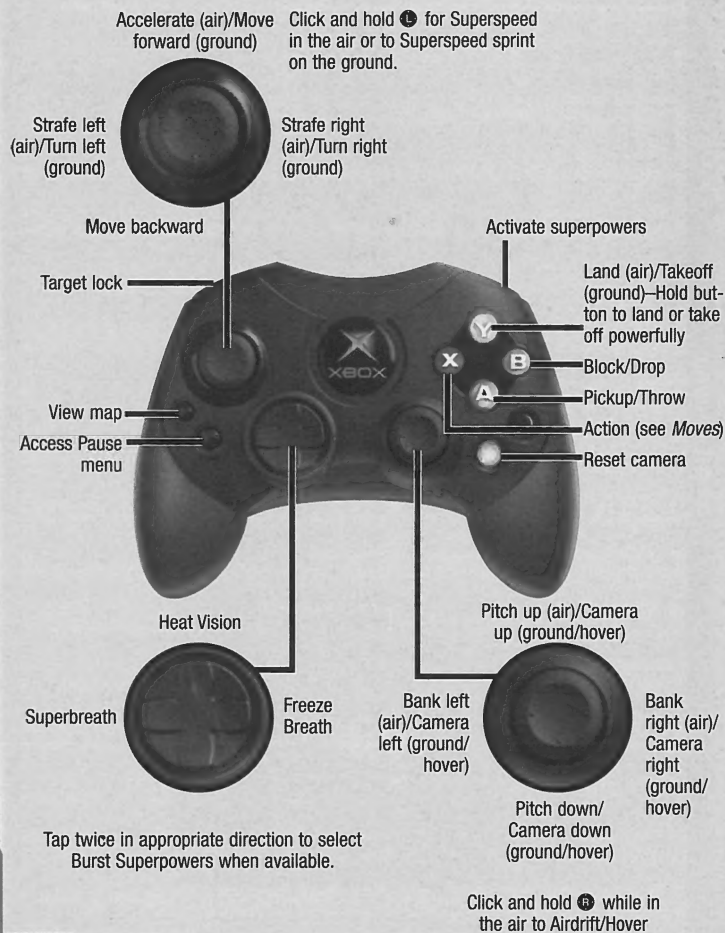 Accelerate (air)/Move
forward (ground)
Click and hold L for Superspeed
in the air or to Superspeed sprint
on the ground.
Strafe left
(air)/Turn left
(ground)
Strafe right
(air)/Turn right
(ground)
Move backward
Activate superpowers
Target lock
Land (air)/Takeoff
(ground)–Hold but-
ton to land or take
off powerfully
Y
X
B
A
XBOX
Block/Drop
Pickup/Throw
Action (see Moves)
Reset camera
View map
Access Pause
menu
Heat Vision
Superbreath
Freeze
Breath
Tap twice in appropriate direction to select
Burst Superpowers when available.
Pitch up (air)/Camera
up (ground/hover)
Bank left
(air)/Camera
left (ground/
hover)
Bank
right (air)/
Camera
right
(ground/
hover)
Pitch down/
Camera down
(ground/hover)
Click and hold R while in
the air to Airdrift/Hover